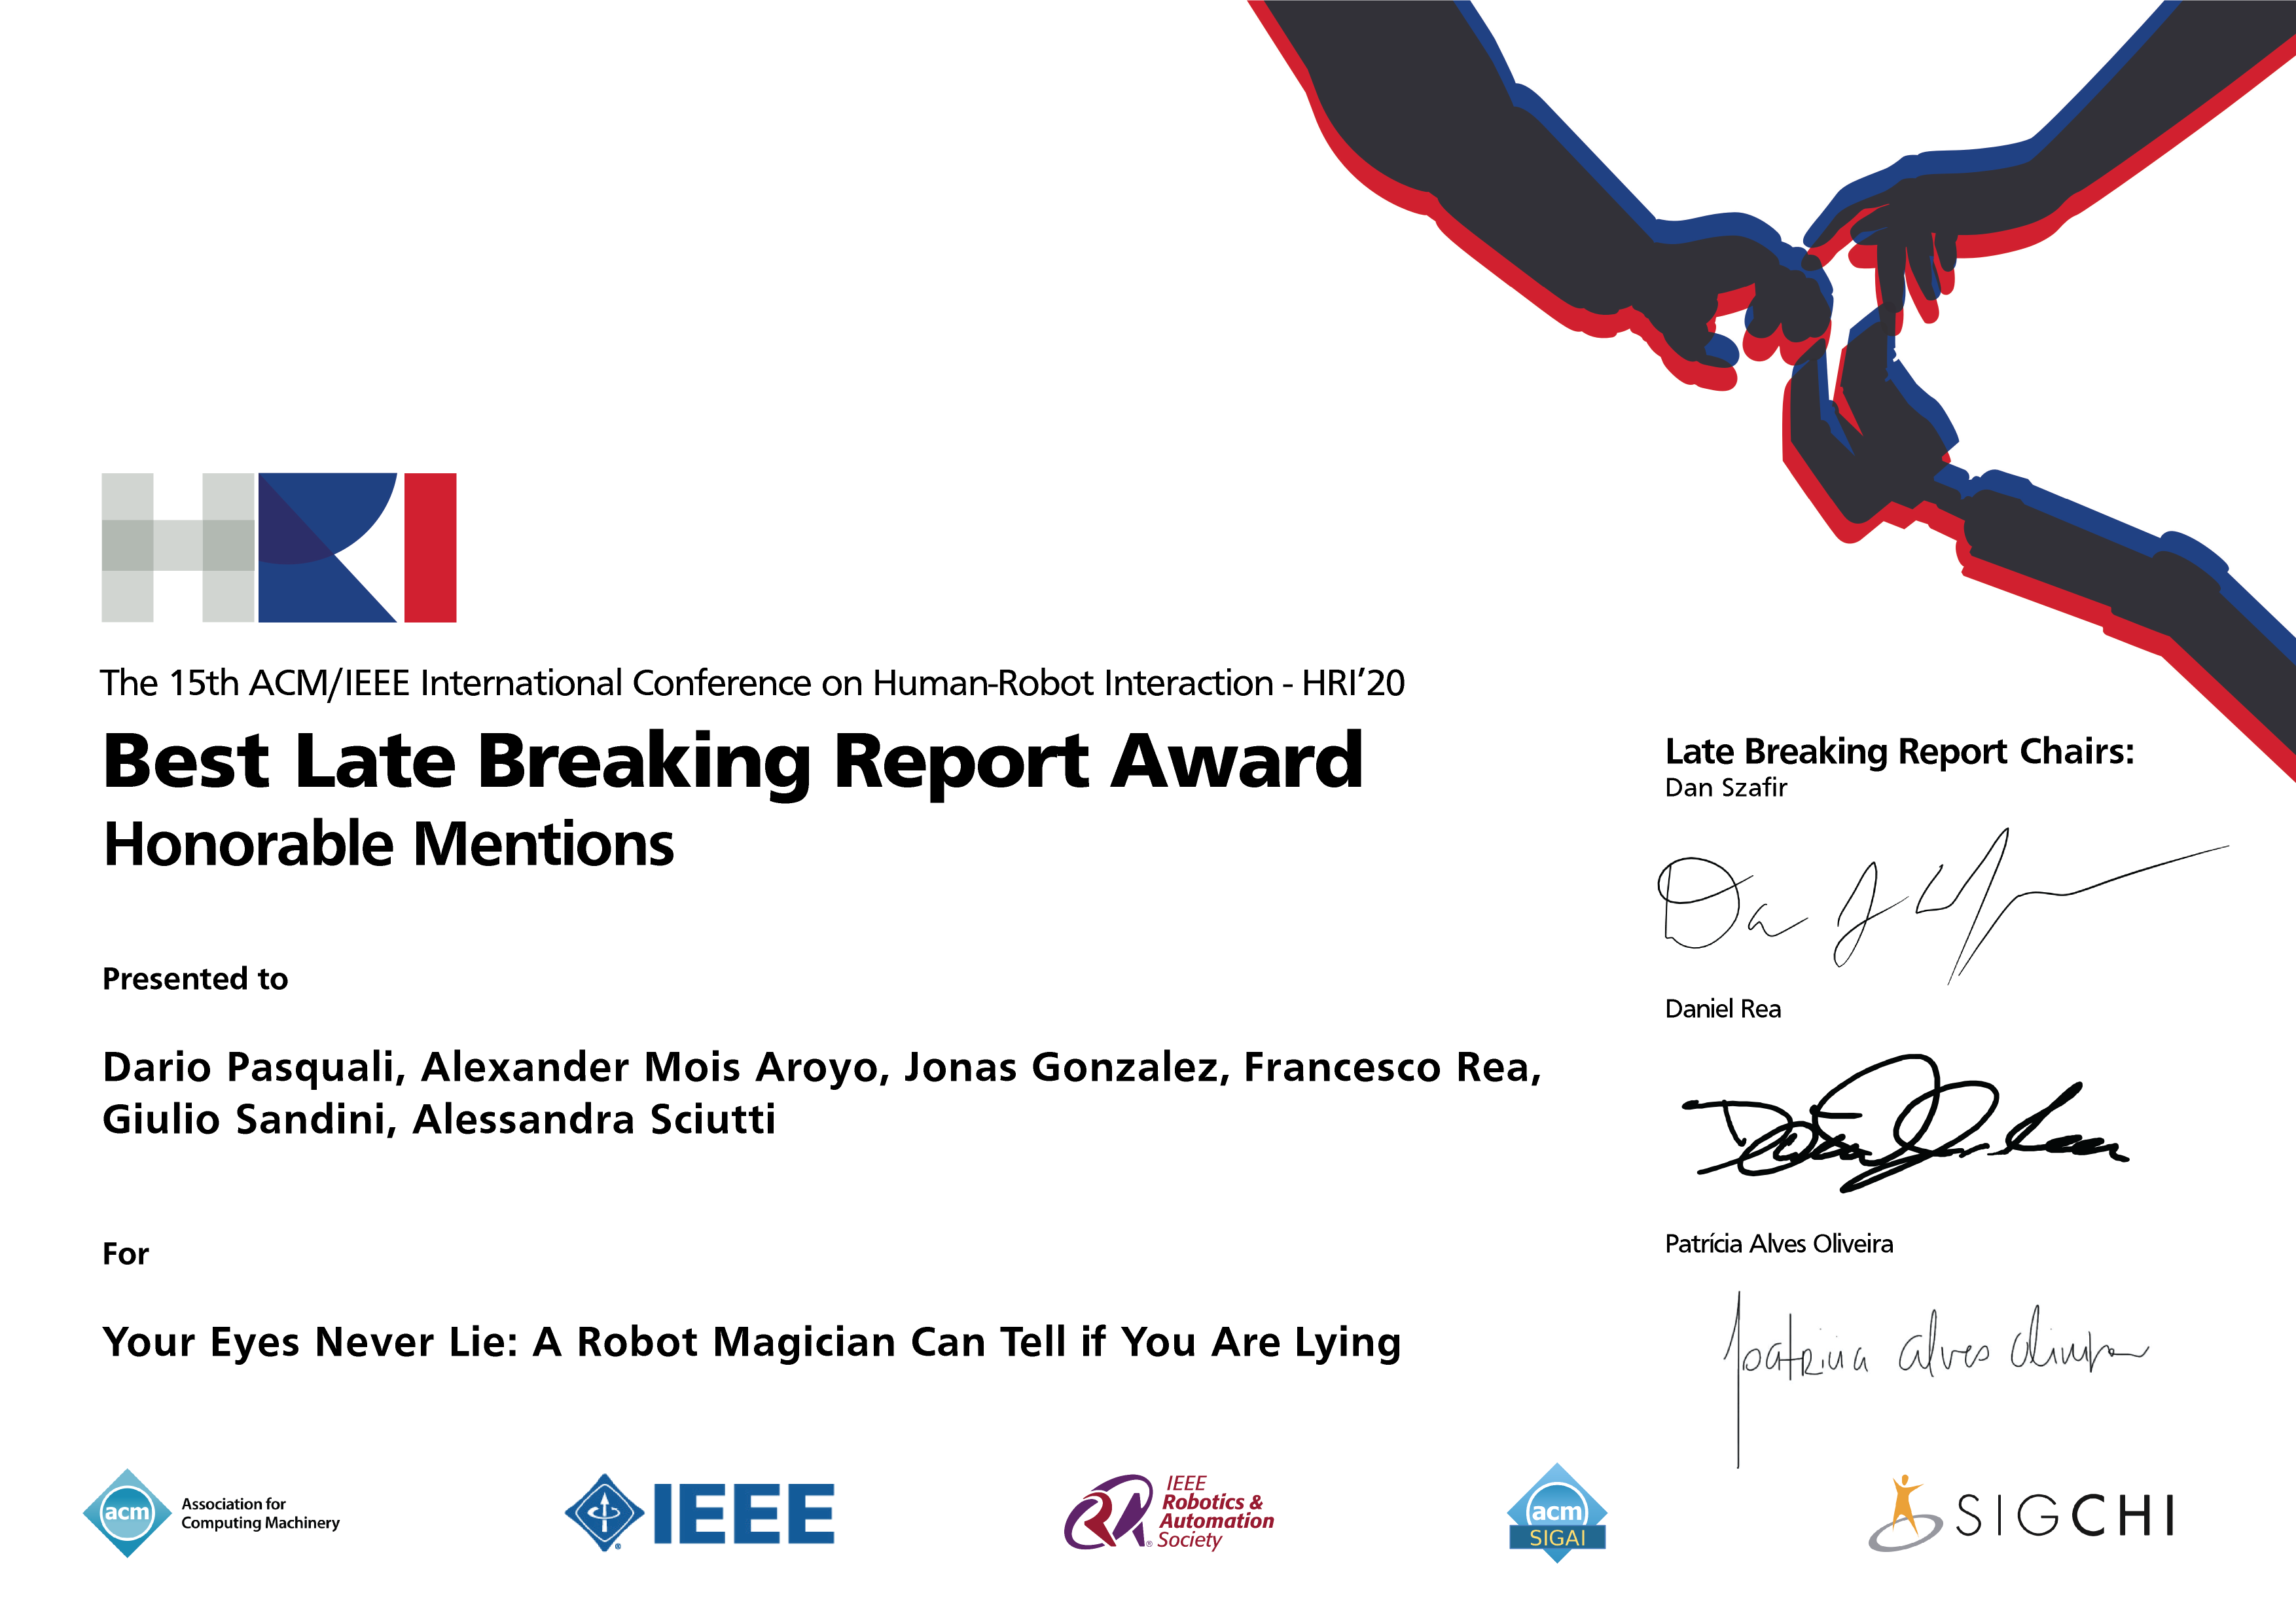 HRI
The 15th ACM/IEEE International Conference on Human-Robot Interaction - HRI'20
Best Late Breaking Report Award
Honorable Mentions
Presented to
Dario Pasquali, Alexander Mois Aroyo, Jonas Gonzalez, Francesco Rea,
Giulio Sandini, Alessandra Sciutti
For
Your Eyes Never Lie: A Robot Magician Can Tell if You Are Lying
Late Breaking Report Chairs:
Dan Szafir
Daniel Rea
Patrícia Alves Oliveira
patricia alves oliveira
acm
Association for
Computing Machinery
IEEE
IEEE
Robotics &
Automation
Society
acm
SIGAI
SIGCHI